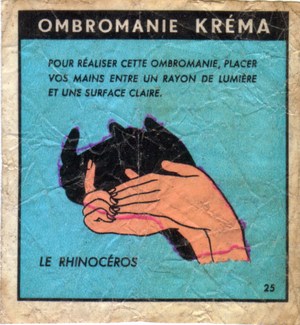 OMBROMANIE KRÉMA
POUR RÉALISER CETTE OMBROMANIE, PLACER
VOS MAINS ENTRE UN RAYON DE LUMIÈRE
ET UNE SURFACE CLAIRE.
LE RHINOCÉROS
25